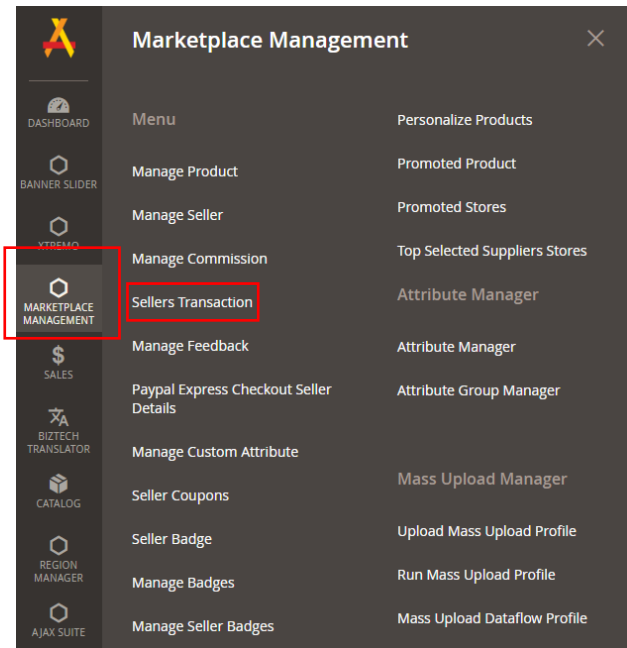 Marketplace Management
DASHBOARD
BANNER SLIDER
XTREMO
MARKETPLACE
MANAGEMENT
$
SALES
BIZTECH
TRANSLATOR
CATALOG
REGION
MANAGER
AJAX SUITE
Menu
Manage Product
Manage Seller
Manage Commission
Sellers Transaction
Manage Feedback
Paypal Express Checkout Seller
Details
Manage Custom Attribute
Seller Coupons
Seller Badge
Manage Badges
Manage Seller Badges
Personalize Products
Promoted Product
Promoted Stores
Top Selected Suppliers Stores
Attribute Manager
Attribute Manager
Attribute Group Manager
Mass Upload Manager
Upload Mass Upload Profile
Run Mass Upload Profile
Mass Upload Dataflow Profile